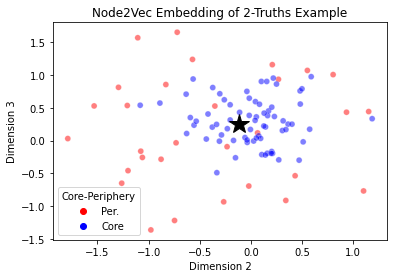 Node2Vec Embedding of 2-Truths Example
1.5
1.0
0.5
0.0
−0.5
−1.0
−1.5
Dimension 3
Core-Periphery
Per.
Core
−1.5 −1.0 −0.5 0.0 0.5 1.0
Dimension 2